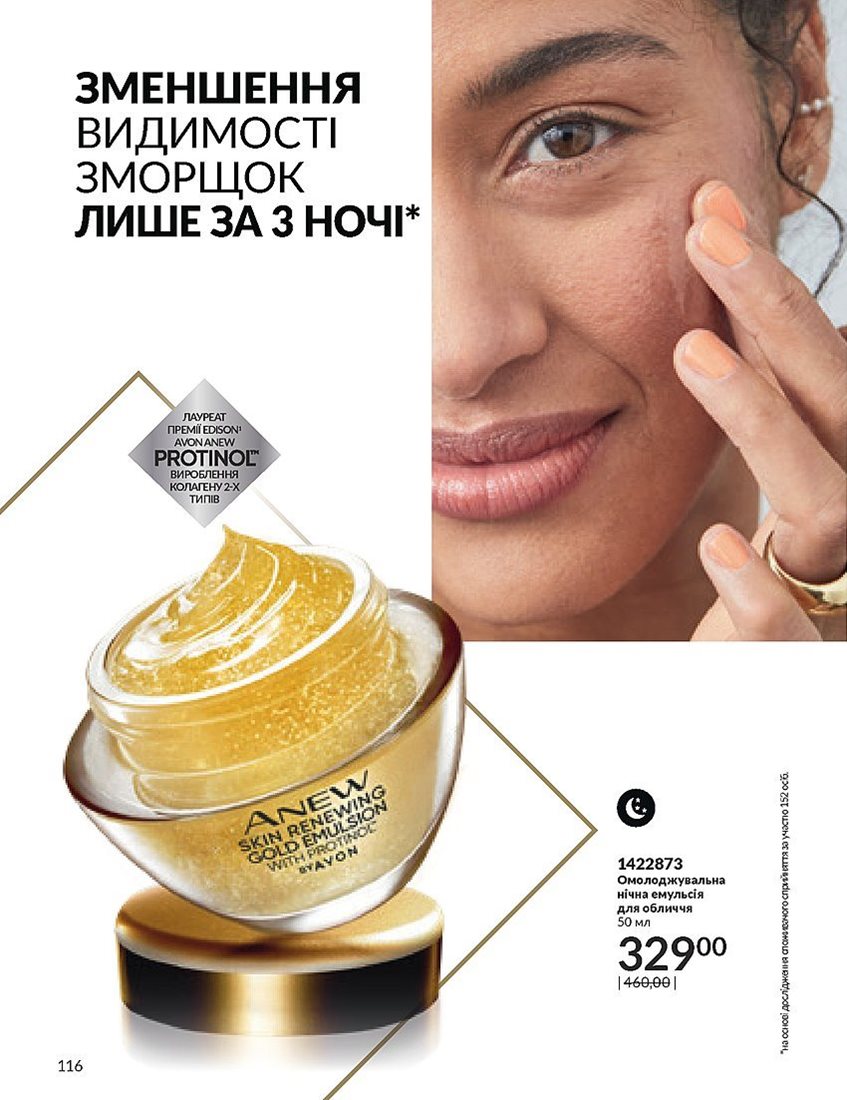 ЗМЕНШЕННЯ
ВИДИМОСТІ
ЗМОРЩОК
ЛИШЕ ЗА 3 НОЧІ*
ЛАУРЕАТ
ПРЕМІЇ EDISON¹
AVON ANEW
PROTINOL™
ВИРОБЛЕННЯ
КОЛАГЕНУ 2-Х
ТИПІВ
ANEW
SKIN RENEWING
GOLD EMULSION
WITH PROTINOL™
BY AVON
1422873
Омолоджувальна
нічна емульсія
для обличчя
50 мл
329⁰⁰
|460,00|
*на основі дослідження споживчого сприйняття за участю 152 осіб.
116